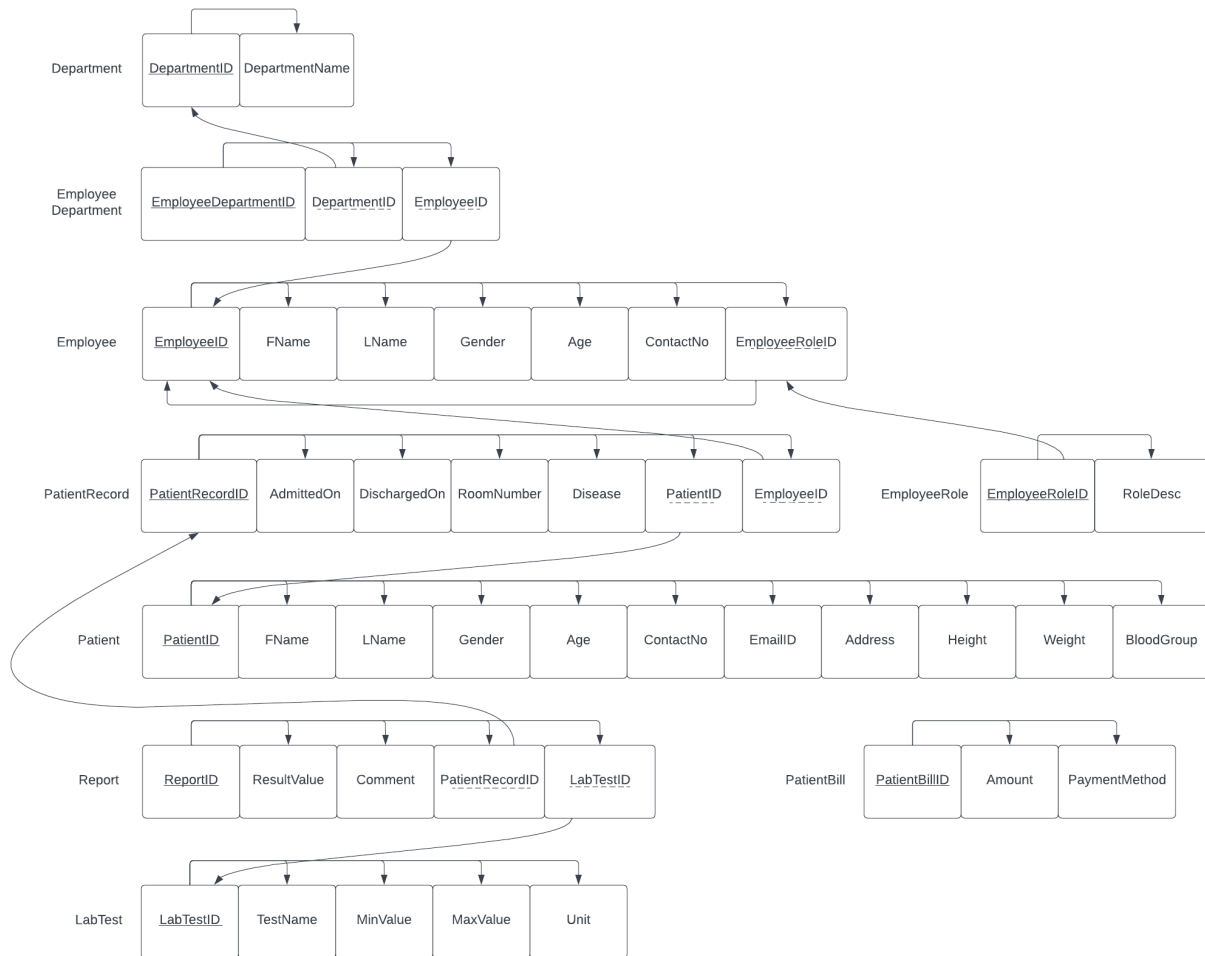 Department
DepartmentID
DepartmentName
Employee
Department
EmployeeDepartmentID
DepartmentID
EmployeeID
Employee
EmployeeID
FName
LName
Gender
Age
ContactNo
EmployeeRoleID
PatientRecord
PatientRecordID
AdmittedOn
DischargedOn
RoomNumber
Disease
PatientID
EmployeeID
EmployeeRole
EmployeeRoleID
RoleDesc
Patient
PatientID
FName
LName
Gender
Age
ContactNo
EmailID
Address
Height
Weight
BloodGroup
Report
ReportID
ResultValue
Comment
PatientRecordID
LabTestID
PatientBill
PatientBillID
Amount
PaymentMethod
LabTest
LabTestID
TestName
MinValue
MaxValue
Unit